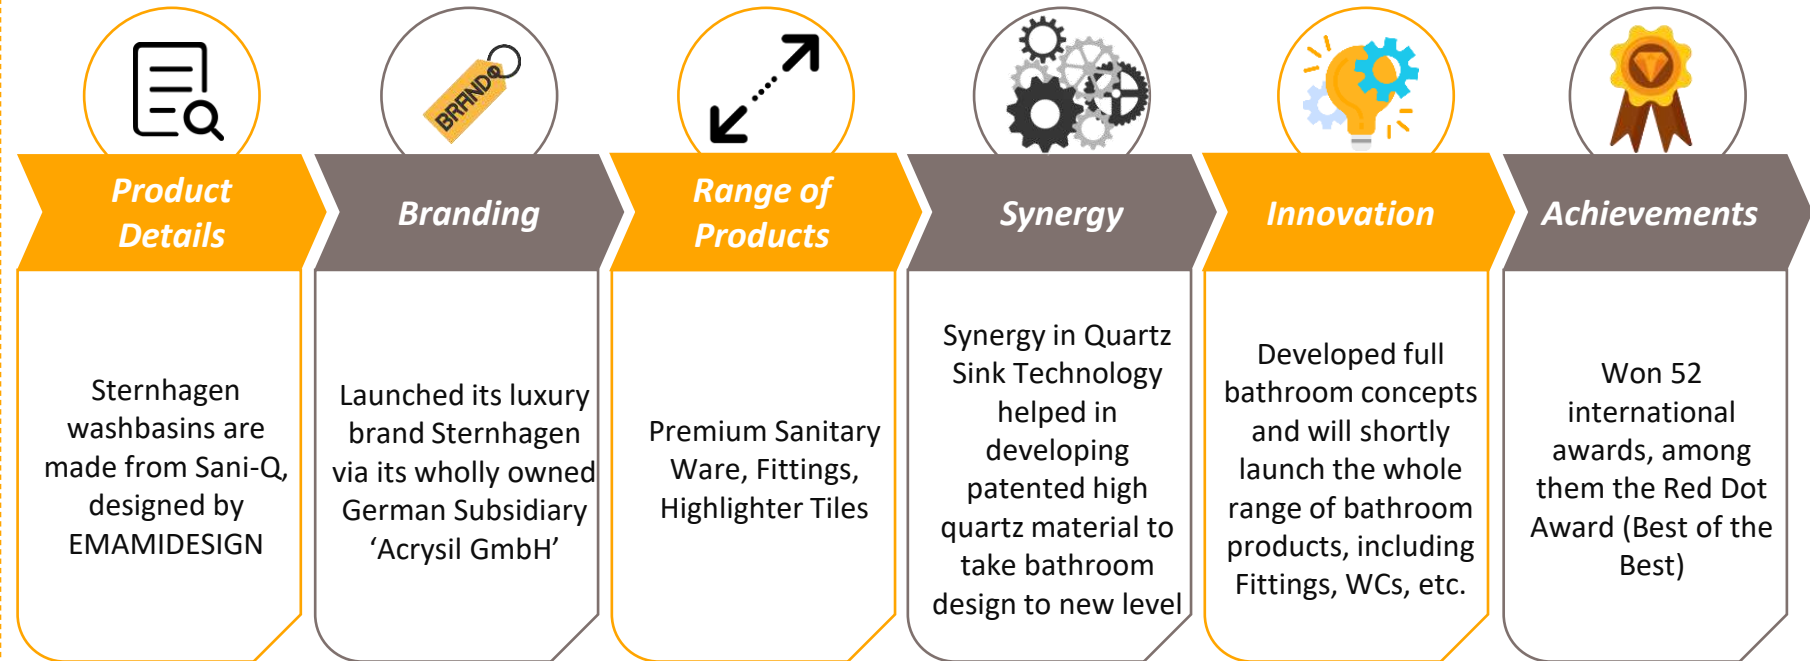 BRAND
Product
Details
Branding
Range of
Products
Synergy
Innovation
Achievements
Sternhagen
washbasins are
made from Sani-Q,
designed by
EMAMIDESIGN
Launched its luxury
brand Sternhagen
via its wholly owned
German Subsidiary
‘Acrysil GmbH’
Premium Sanitary
Ware, Fittings,
Highlighter Tiles
Synergy in Quartz
Sink Technology
helped in
developing
patented high
quartz material to
take bathroom
design to new level
Developed full
bathroom concepts
and will shortly
launch the whole
range of bathroom
products, including
Fittings, WCs, etc.
Won 52
international
awards, among
them the Red Dot
Award (Best of the
Best)